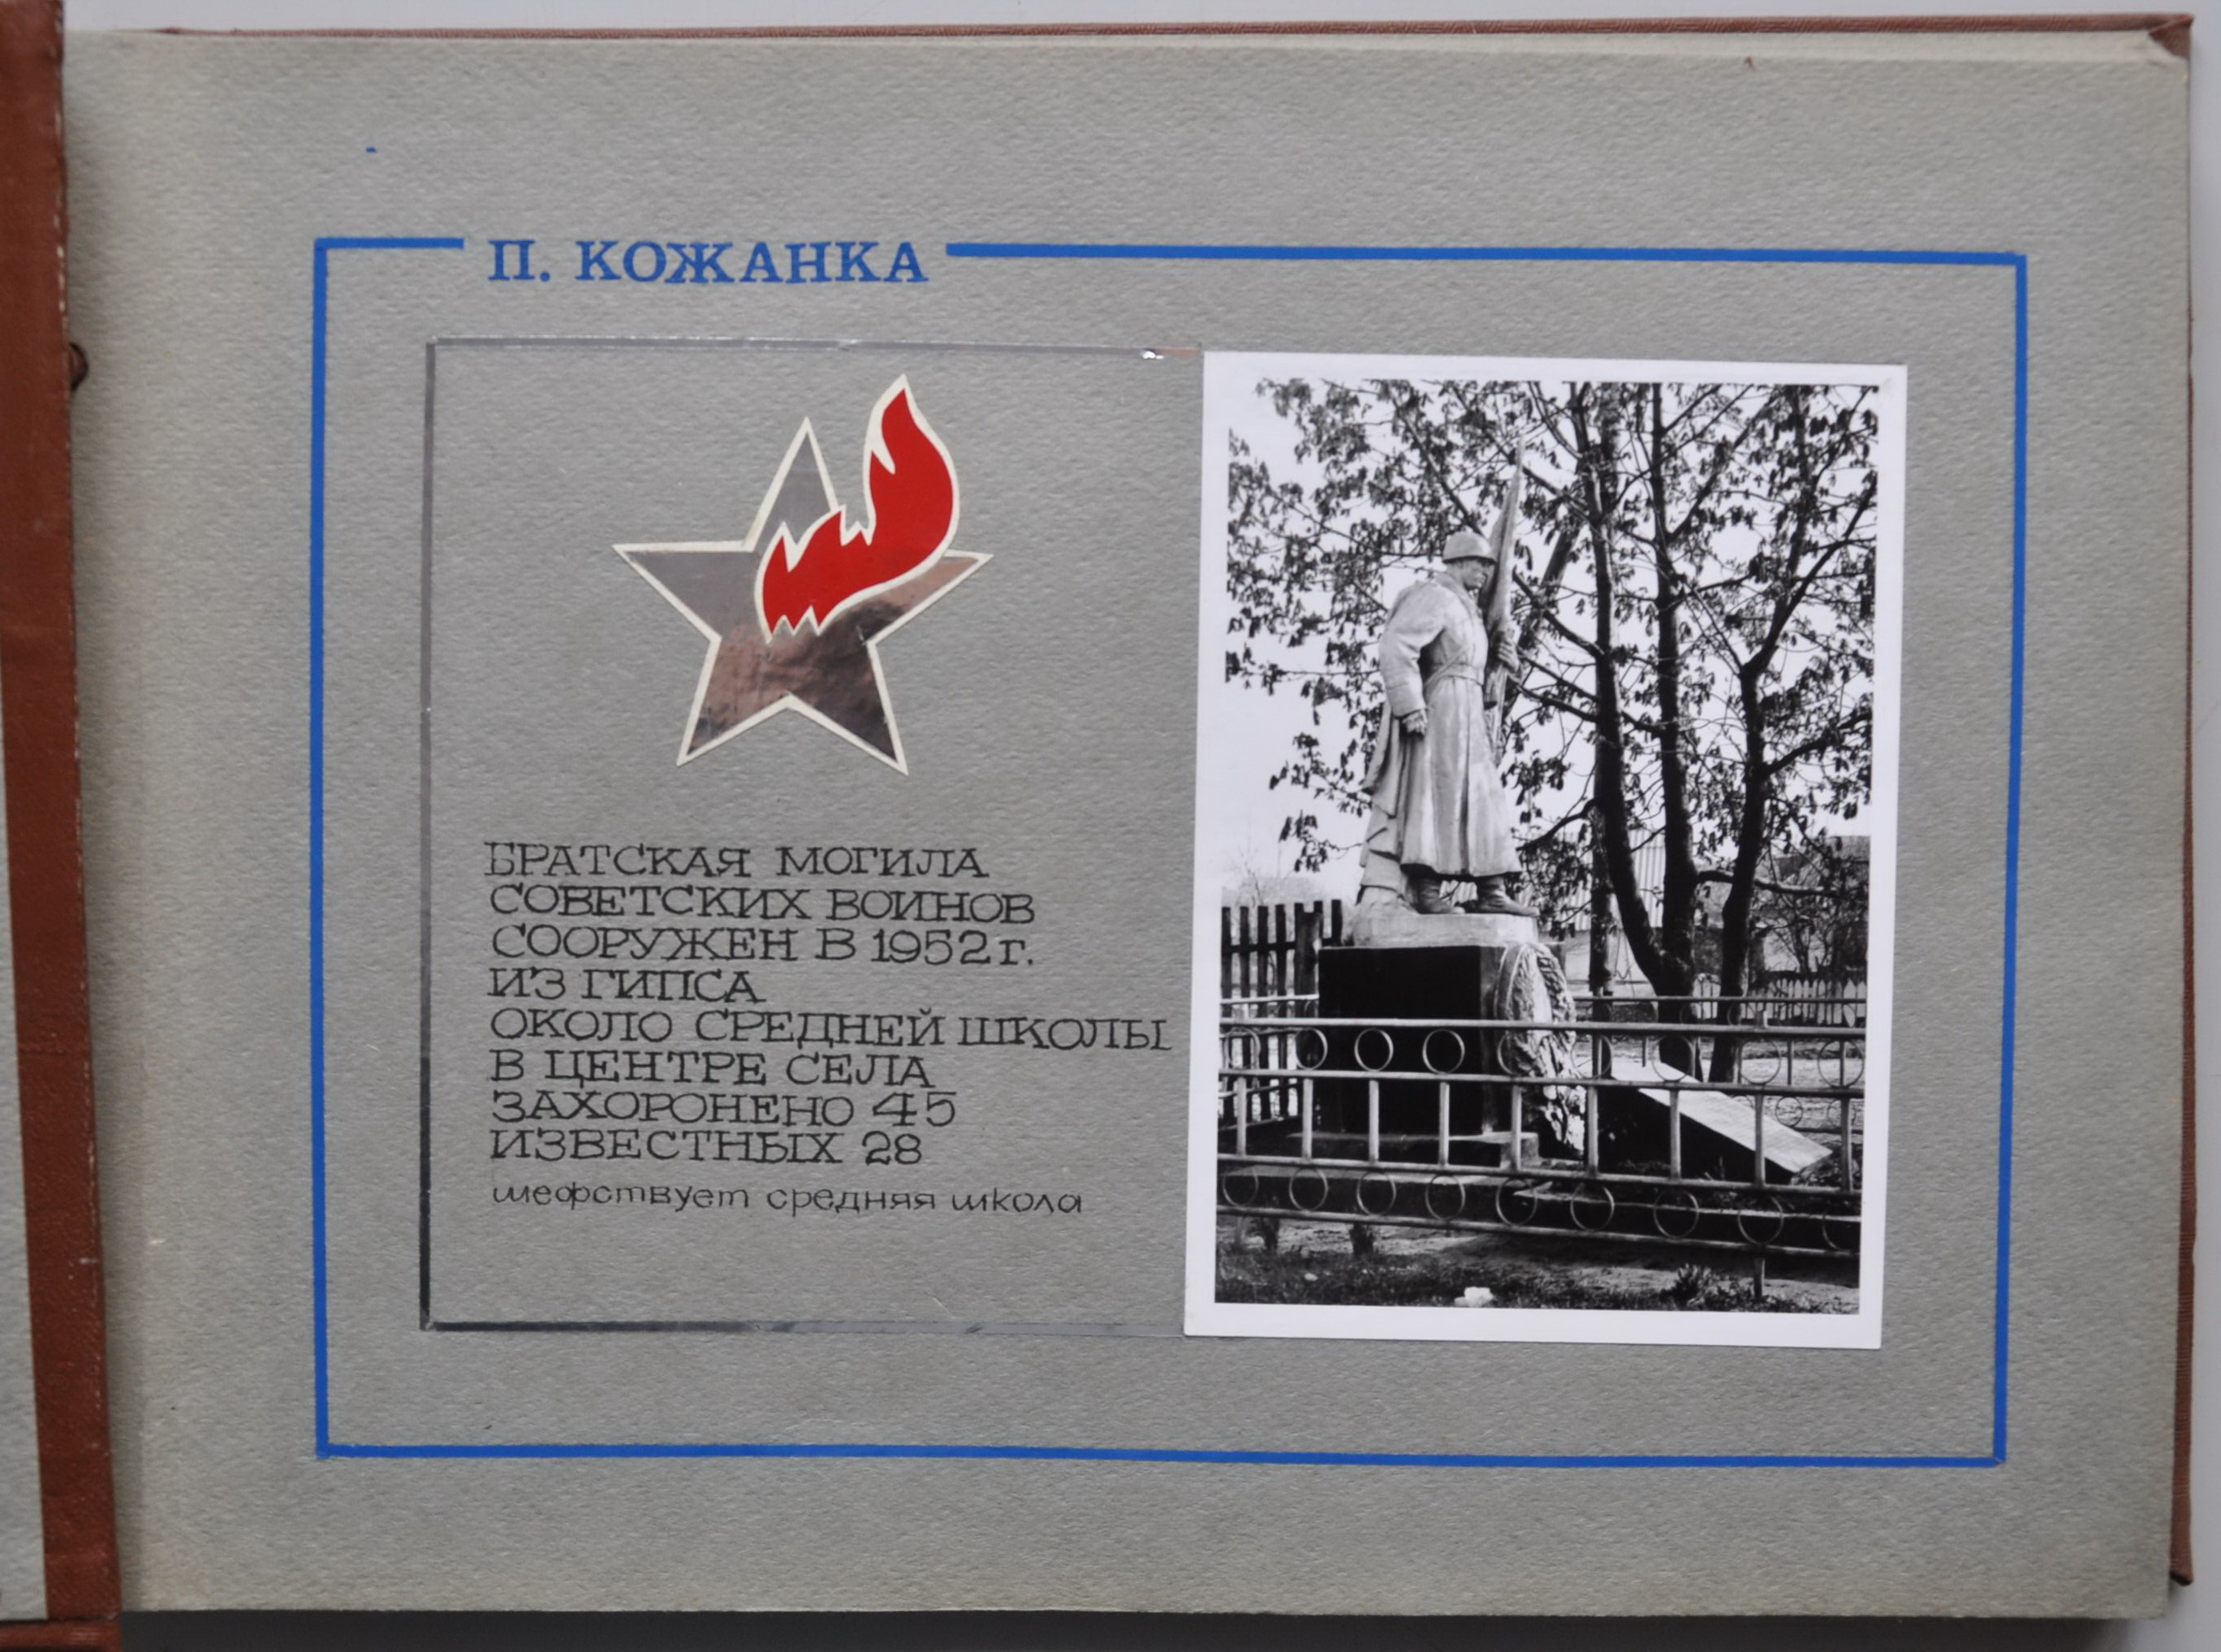 П. КОЖАНКА
БРАТСКАЯ МОГИЛА
СОВЕТСКИХ ВОИНОВ
СООРУЖЕН В 1952 г.
ИЗ ГИПСА
ОКОЛО СРЕДНЕЙ ШКОЛЫ
В ЦЕНТРЕ СЕЛА
ЗАХОРОНЕНО 45
ИЗВЕСТНЫХ 28
шефствует средняя школа